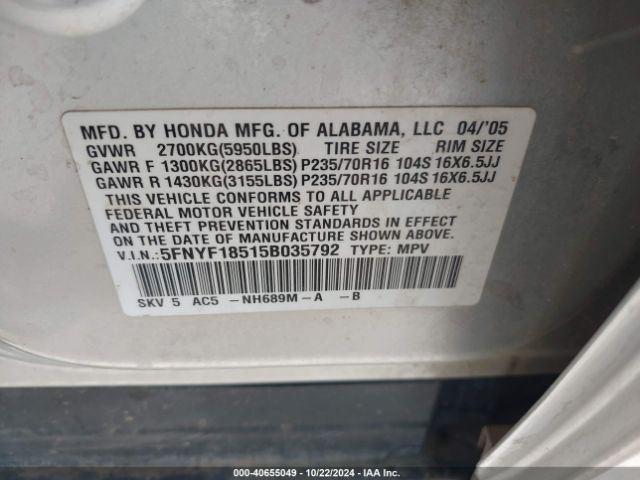 MFD. BY HONDA MFG. OF ALABAMA, LLC 04/'05
GVWR 2700KG(5950LBS) TIRE SIZE RIM SIZE
GAWR F 1300KG(2865LBS) P235/70R16 104S 16X6.5JJ
GAWR R 1430KG(3155LBS) P235/70R16 104S 16X6.5JJ
THIS VEHICLE CONFORMS TO ALL APPLICABLE
FEDERAL MOTOR VEHICLE SAFETY
AND THEFT PREVENTION STANDARDS IN EFFECT
ON THE DATE OF MANUFACTURE SHOWN ABOVE.
V.I.N.:5FNYF18515B035792 TYPE: MPV
SKV 5 AC5 -NH689M-A -B
000-40655049 | 10/22/2024 | IAA Inc.